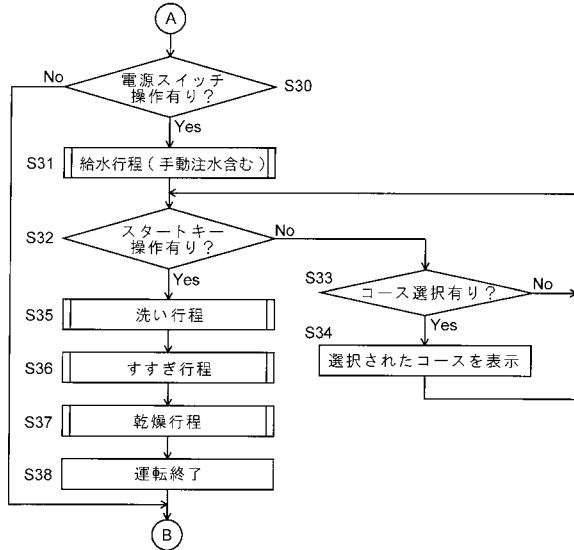 A
電源スイッチ
操作有り？
S30
No
Yes
S31
給水行程（手動注水含む）
S32
スタートキー
操作有り？
No
Yes
S33
コース選択有り？
No
Yes
S34
選択されたコースを表示
S35
洗い行程
S36
すすぎ行程
S37
乾燥行程
S38
運転終了
B